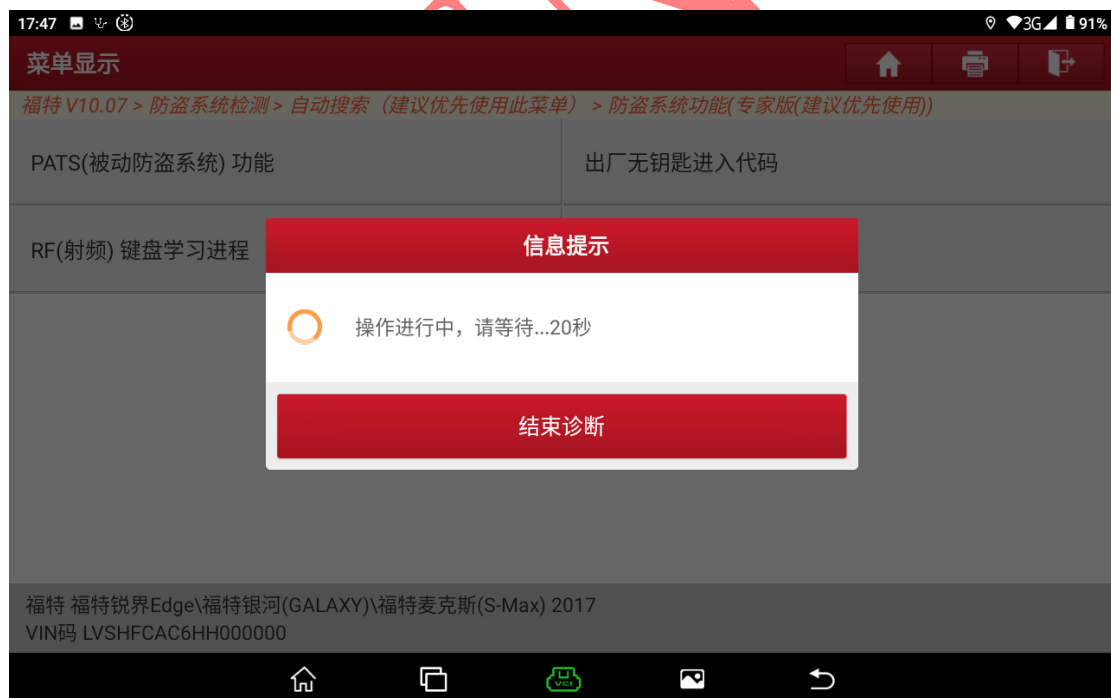 17:47
3G
91%
菜单显示
福特 V10.07 > 防盗系统检测 > 自动搜索（建议优先使用此菜单） > 防盗系统功能(专家版(建议优先使用))
PATS(被动防盗系统) 功能
出厂无钥匙进入代码
RF(射频) 键盘学习进程
信息提示
操作进行中，请等待...20秒
结束诊断
福特 福特锐界Edge\福特银河(GALAXY)\福特麦克斯(S-Max) 2017
VIN码 LVSHFCAC6HH000000
VCI